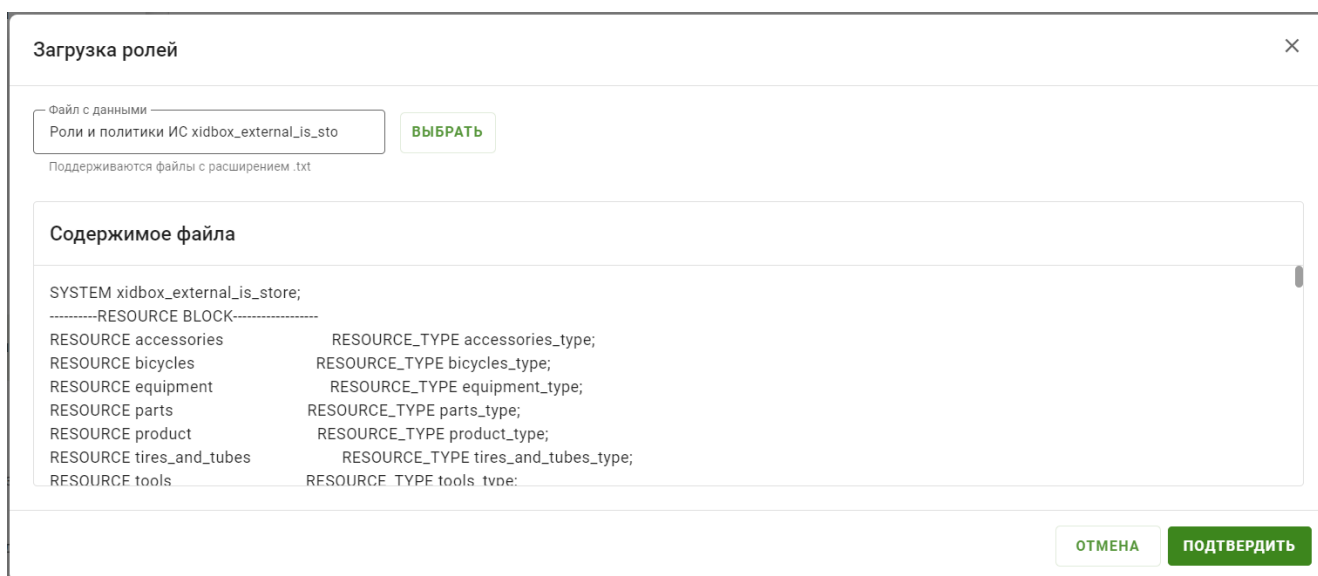 Загрузка ролей
Файл с данными
Роли и политики ИС xidbox_external_is_sto
ВЫБРАТЬ
Поддерживаются файлы с расширением .txt
Содержимое файла
SYSTEM xidbox_external_is_store;
----------RESOURCE BLOCK------------------
RESOURCE accessories RESOURCE_TYPE accessories_type;
RESOURCE bicycles RESOURCE_TYPE bicycles_type;
RESOURCE equipment RESOURCE_TYPE equipment_type;
RESOURCE parts RESOURCE_TYPE parts_type;
RESOURCE product RESOURCE_TYPE product_type;
RESOURCE tires_and_tubes RESOURCE_TYPE tires_and_tubes_type;
RESOURCE tools RESOURCE_TYPE tools_type;
ОТМЕНА
ПОДТВЕРДИТЬ